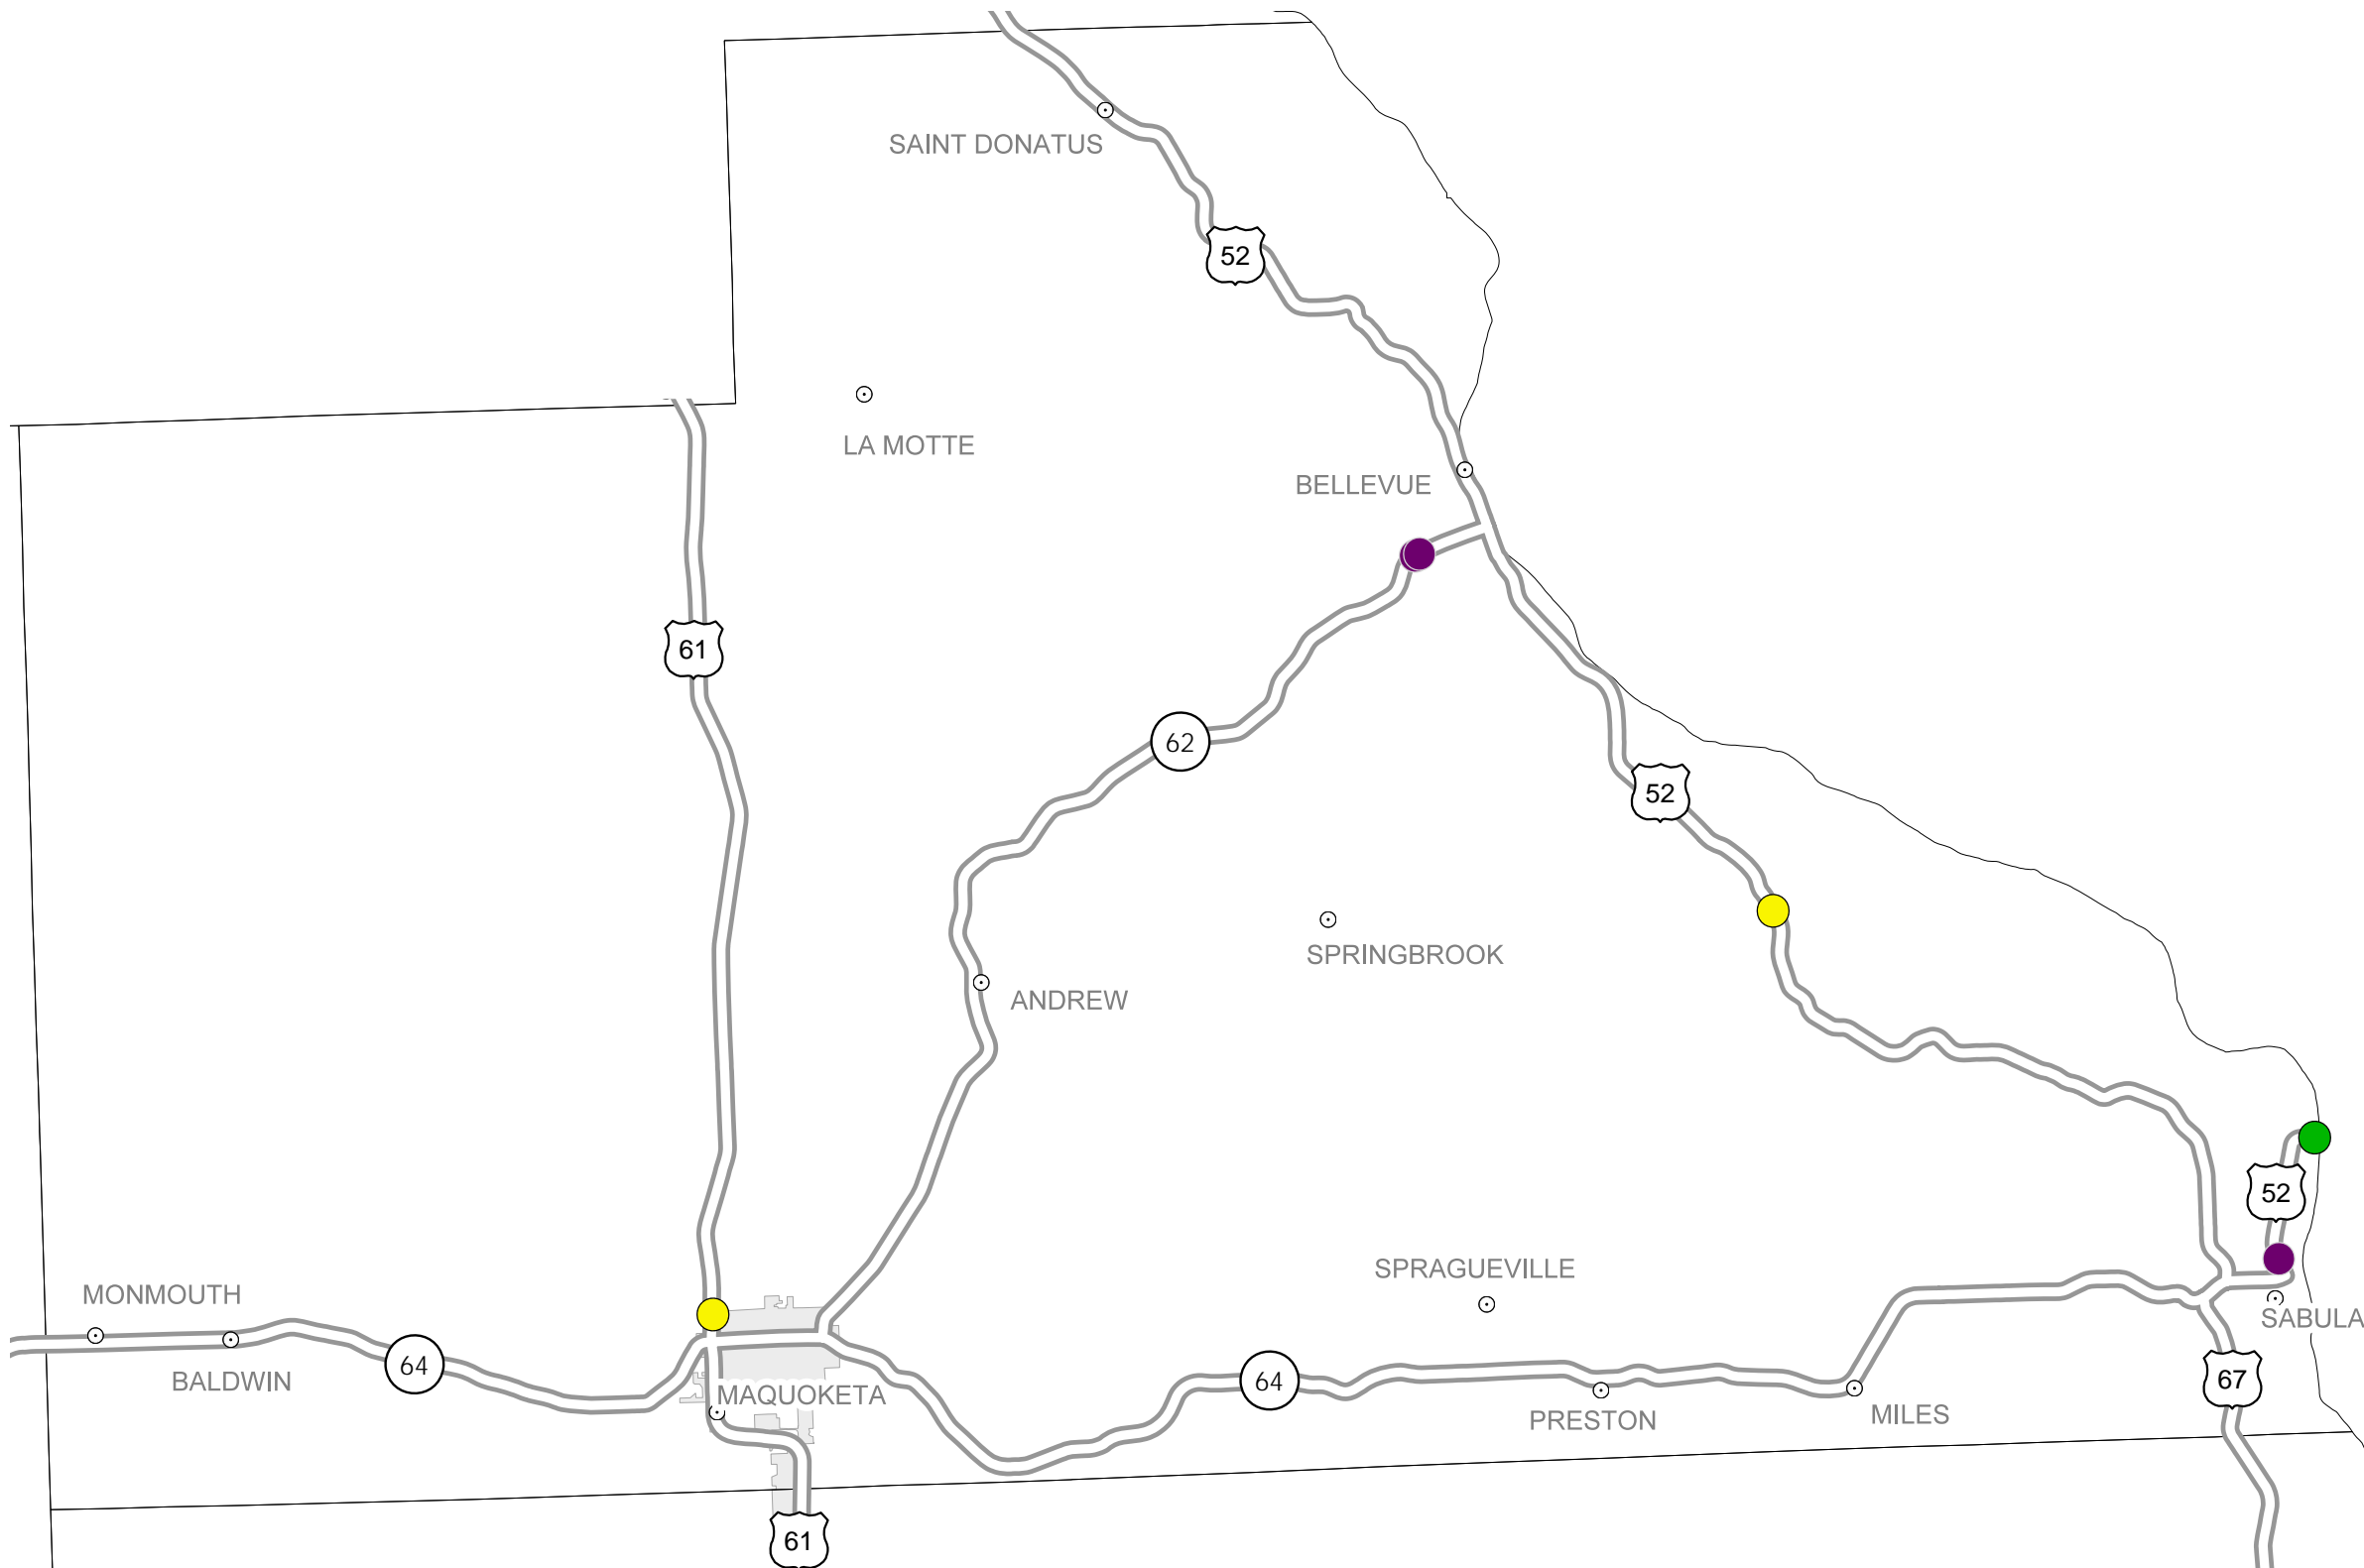 SAINT DONATUS
52
LA MOTTE
BELLEVUE
61
62
52
SPRINGBROOK
ANDREW
52
SPRAGUEVILLE
MONMOUTH
SABULA
64
BALDWIN
MAQUOKETA
64
67
PRESTON
MILES
61